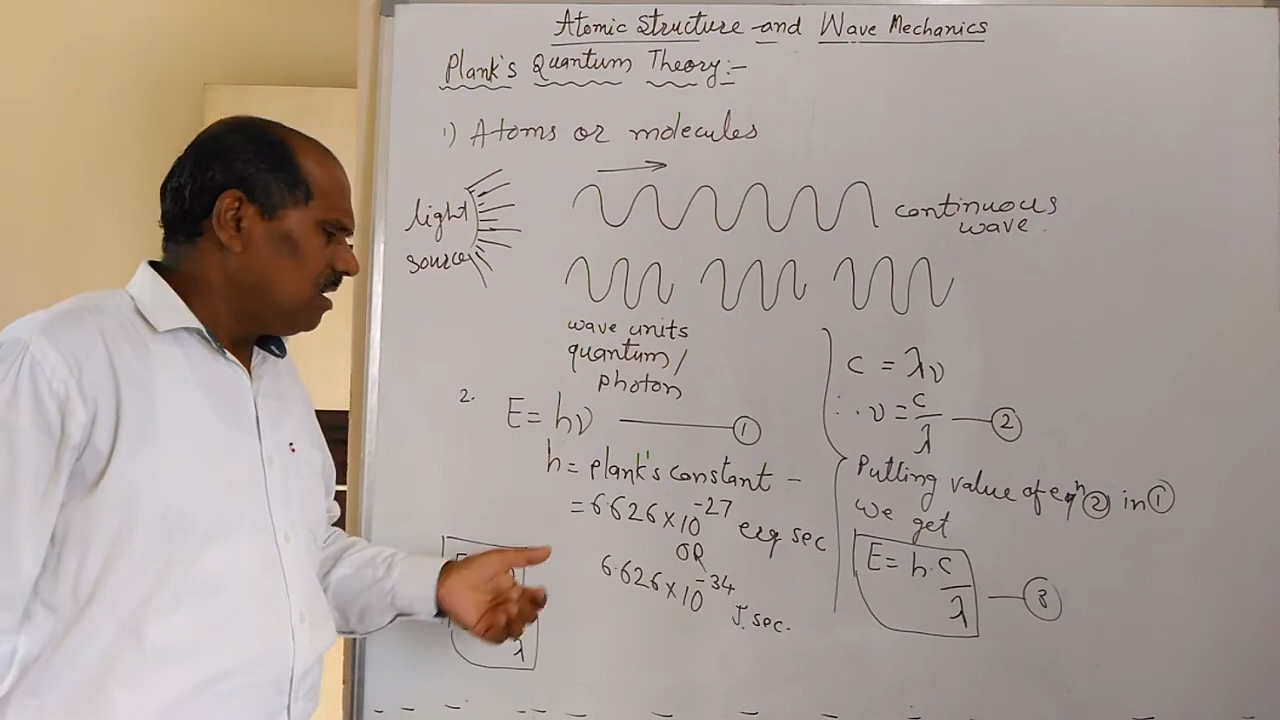 Atomic Structure and Wave Mechanics
Plank's Quantum Theory:-
1) Atoms or molecules
light
source
continuous
wave.
wave units
quantum/
photon
2. E = hν ——— ①
h = plank's constant -
= 6.626 x 10⁻²⁷ erg sec
OR
6.626 x 10⁻³⁴ J. sec.
c = λν
∴ ν = c/λ — ②
Putting value of eqⁿ ② in ①
we get
E = h. c/λ — ③
λ